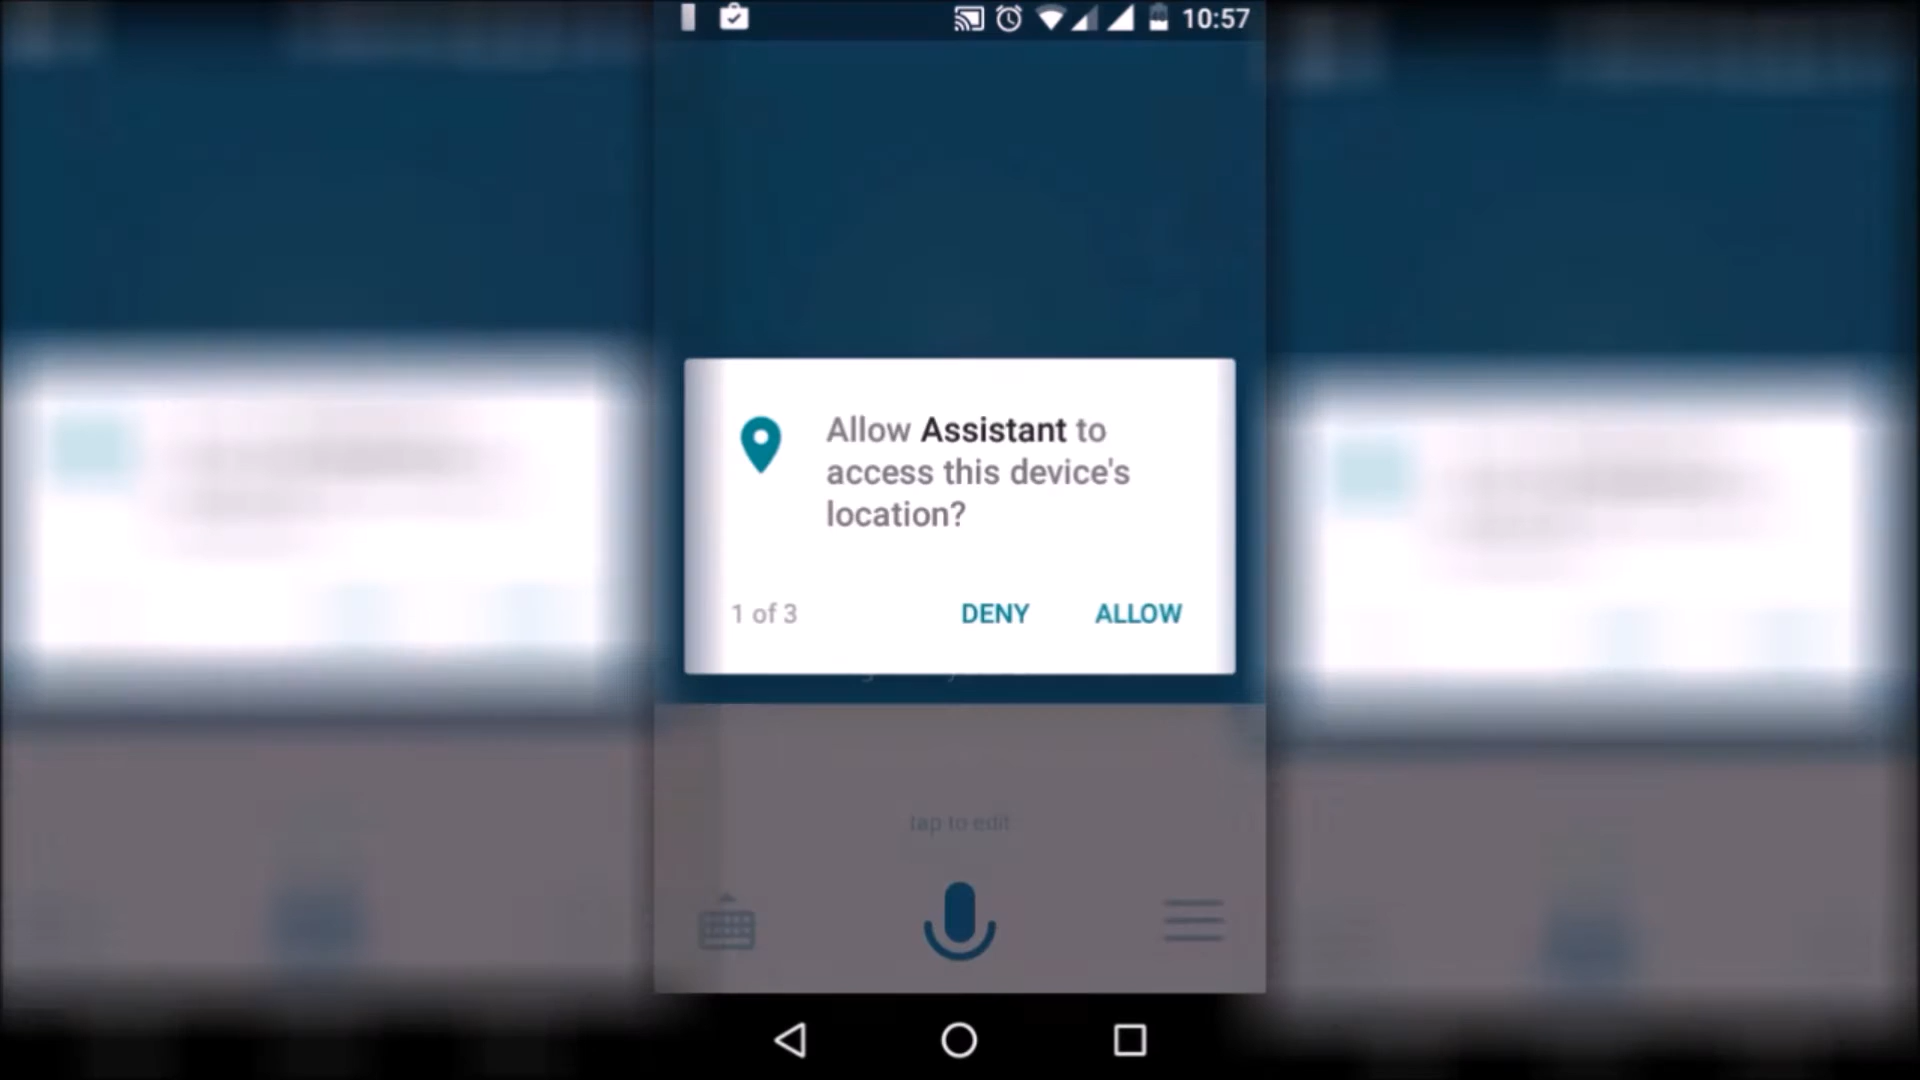 10:57
Allow Assistant to
access this device's
location?
1 of 3 DENY ALLOW
tap to edit